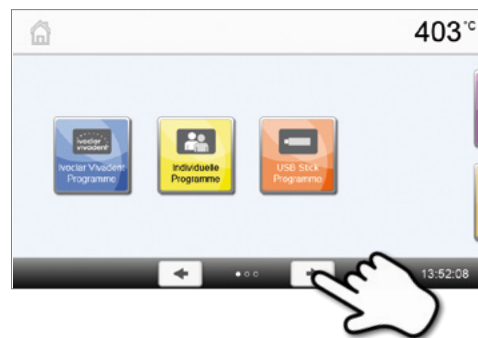 403 °C
ivoclar
vivadent
Ivoclar Vivadent
Programme
Individuelle
Programme
USB Stick
Programme
13:52:08